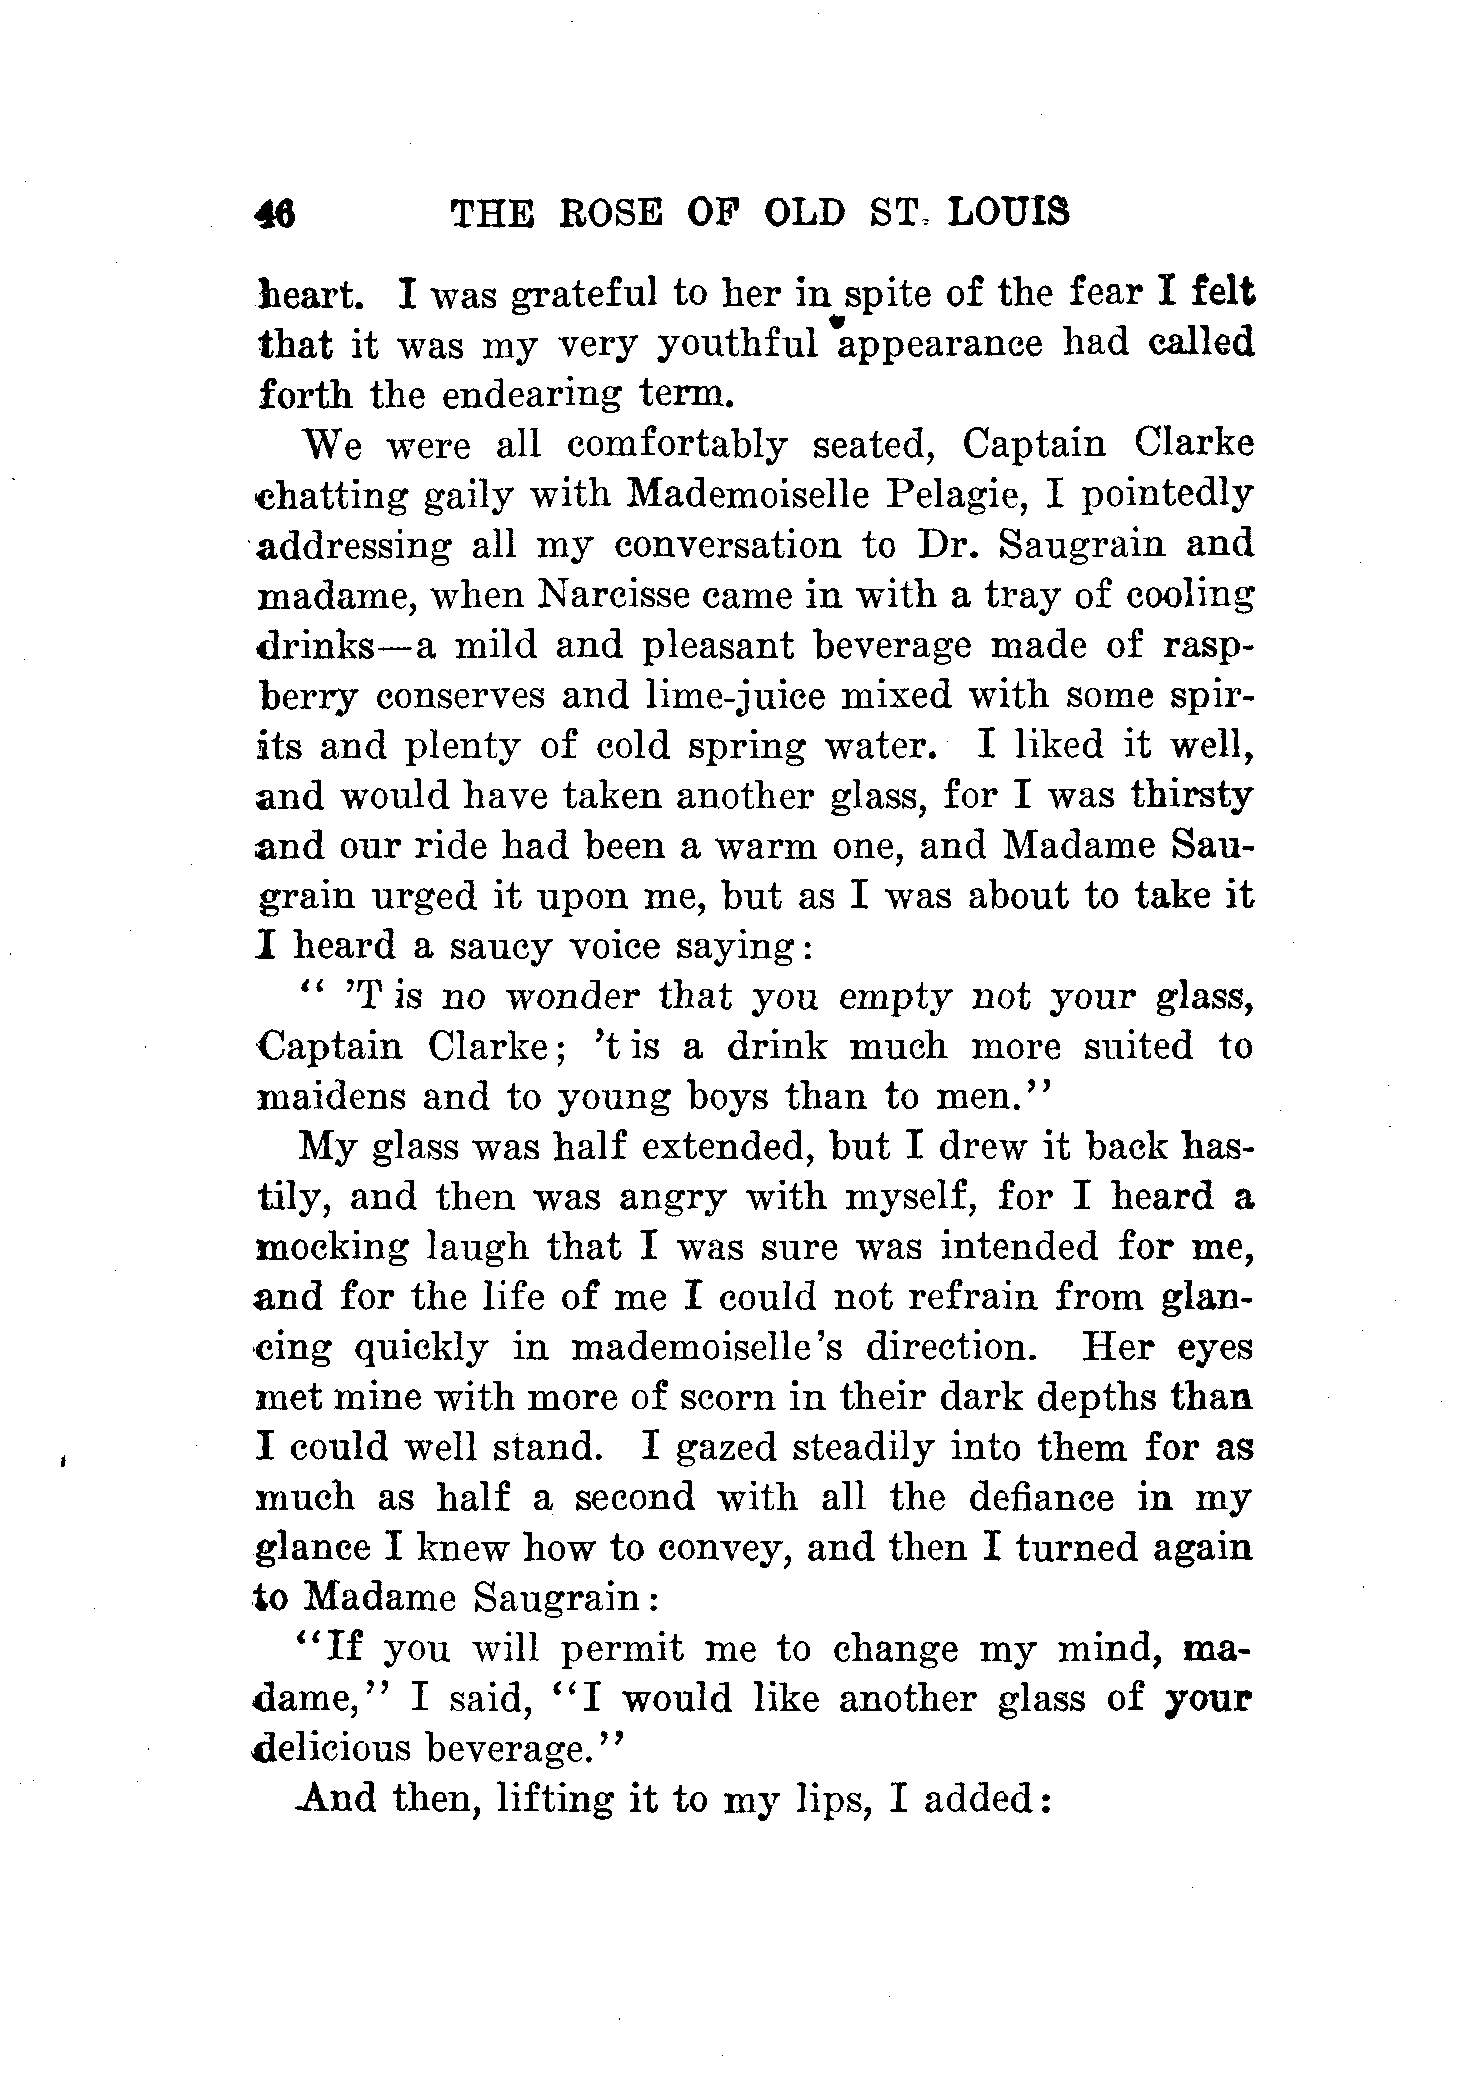 46 THE ROSE OF OLD ST. LOUIS
heart. I was grateful to her in spite of the fear I felt
that it was my very youthful appearance had called
forth the endearing term.
We were all comfortably seated, Captain Clarke
chatting gaily with Mademoiselle Pelagie, I pointedly
addressing all my conversation to Dr. Saugrain and
madame, when Narcisse came in with a tray of cooling
drinks—a mild and pleasant beverage made of rasp-
berry conserves and lime-juice mixed with some spir-
its and plenty of cold spring water. I liked it well,
and would have taken another glass, for I was thirsty
and our ride had been a warm one, and Madame Sau-
grain urged it upon me, but as I was about to take it
I heard a saucy voice saying:
“ ’T is no wonder that you empty not your glass,
Captain Clarke; ’t is a drink much more suited to
maidens and to young boys than to men.”
My glass was half extended, but I drew it back has-
tily, and then was angry with myself, for I heard a
mocking laugh that I was sure was intended for me,
and for the life of me I could not refrain from glan-
cing quickly in mademoiselle’s direction. Her eyes
met mine with more of scorn in their dark depths than
I could well stand. I gazed steadily into them for as
much as half a second with all the defiance in my
glance I knew how to convey, and then I turned again
to Madame Saugrain:
“If you will permit me to change my mind, ma-
dame,” I said, “I would like another glass of your
delicious beverage.”
And then, lifting it to my lips, I added: